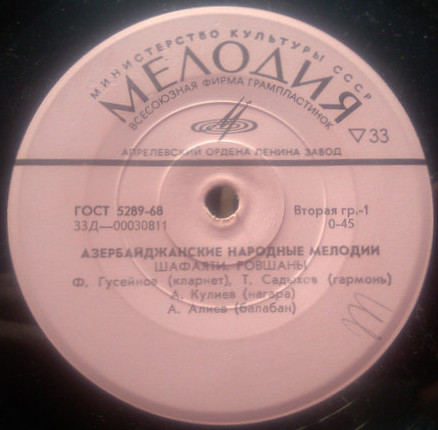 МИНИСТЕРСТВО КУЛЬТУРЫ СССР
МЕЛОДИЯ
ВСЕСОЮЗНАЯ ФИРМА ГРАМПЛАСТИНОК
▽33
АПРЕЛЕВСКИЙ ОРДЕНА ЛЕНИНА ЗАВОД
ГОСТ 5289-68
Вторая гр.-1
33Д—00030811
0-45
АЗЕРБАЙДЖАНСКИЕ НАРОДНЫЕ МЕЛОДИИ
ШАФАЯТИ. РОВШАНЫ
Ф. Гусейнов (кларнет), Т. Садыхов (гармонь)
А. Кулиев (нагара)
А. Алиев (балабан)